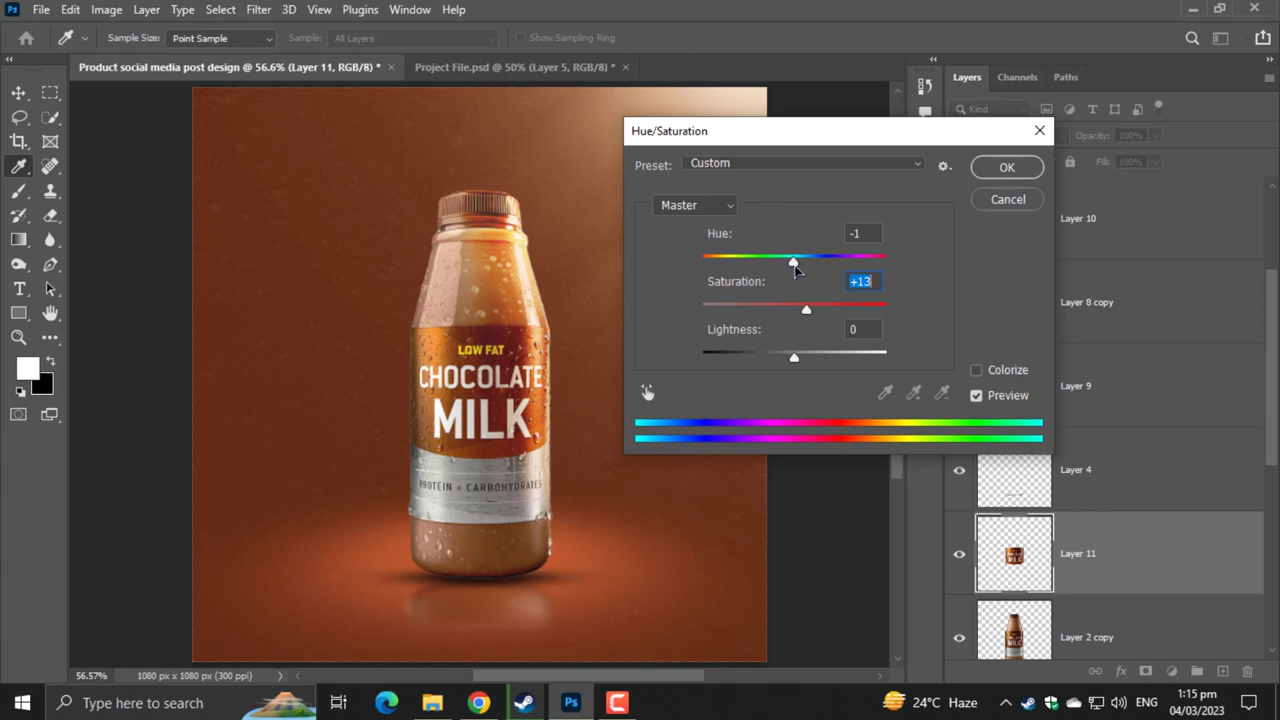 Ps File Edit Image Layer Type Select Filter 3D View Plugins Window Help
Sample Size: Point Sample Sample: All Layers Show Sampling Ring
Product social media post design @ 56.6% (Layer 11, RGB/8) * × Project File.psd @ 50% (Layer 5, RGB/8) * ×
Layers Channels Paths
Kind
Opacity: 100%
Fill: 100%
Hue/Saturation
Preset: Custom
OK
Cancel
Master
Hue: -1
Saturation: +13
Lightness: 0
Colorize
Preview
LOW FAT
CHOCOLATE
MILK
PROTEIN + CARBOHYDRATES
Layer 10
Layer 8 copy
Layer 9
Layer 4
Layer 11
MILK
Layer 2 copy
56.57% 1080 px x 1080 px (300 ppi)
Type here to search
Ps
24°C Haze
ENG
1:15 pm
04/03/2023